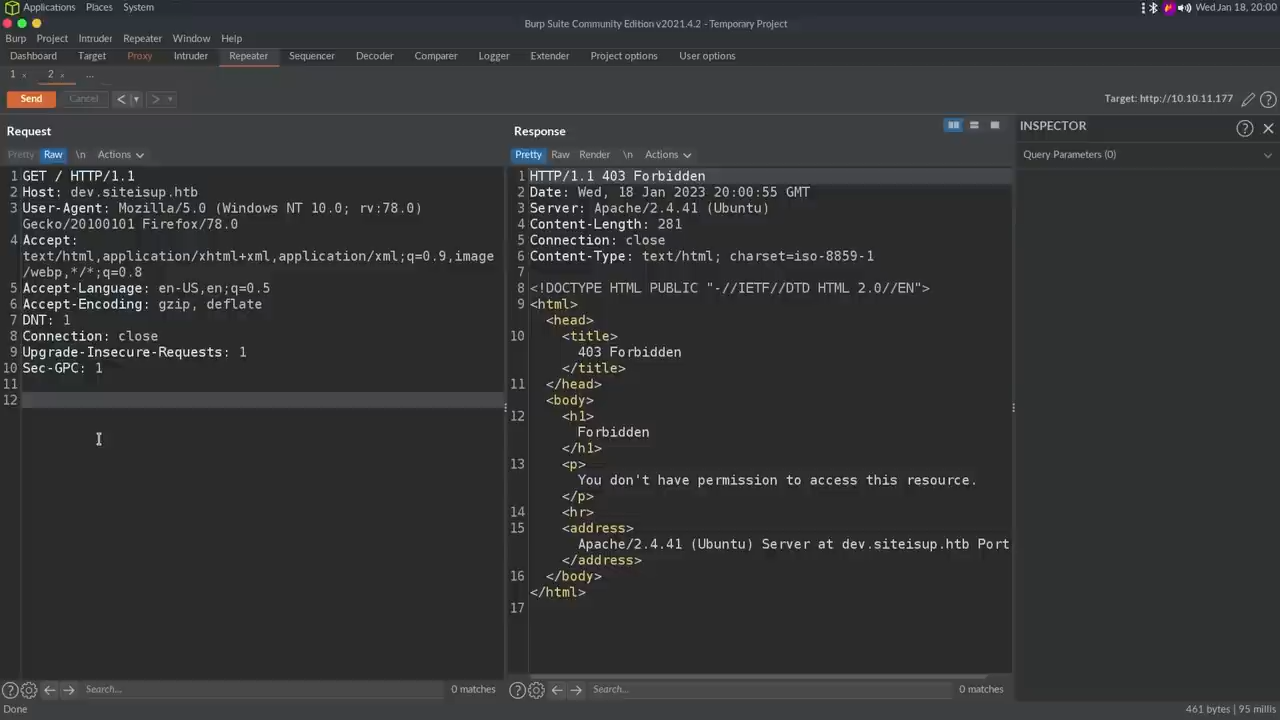 Applications Places System Wed Jan 18, 20:00
Burp Suite Community Edition v2021.4.2 - Temporary Project
Burp Project Intruder Repeater Window Help
Dashboard Target Proxy Intruder Repeater Sequencer Decoder Comparer Logger Extender Project options User options
1 × 2 × ...
Send Cancel < > Target: http://10.10.11.177
Request
Pretty Raw \n Actions
1 GET / HTTP/1.1
2 Host: dev.siteisup.htb
3 User-Agent: Mozilla/5.0 (Windows NT 10.0; rv:78.0)
Gecko/20100101 Firefox/78.0
4 Accept:
text/html,application/xhtml+xml,application/xml;q=0.9,image
/webp,*/*;q=0.8
5 Accept-Language: en-US,en;q=0.5
6 Accept-Encoding: gzip, deflate
7 DNT: 1
8 Connection: close
9 Upgrade-Insecure-Requests: 1
10 Sec-GPC: 1
11
12
Search... 0 matches
Response
Pretty Raw Render \n Actions
1 HTTP/1.1 403 Forbidden
2 Date: Wed, 18 Jan 2023 20:00:55 GMT
3 Server: Apache/2.4.41 (Ubuntu)
4 Content-Length: 281
5 Connection: close
6 Content-Type: text/html; charset=iso-8859-1
7
8 <!DOCTYPE HTML PUBLIC "-//IETF//DTD HTML 2.0//EN">
9 <html>
<head>
10 <title>
403 Forbidden
</title>
11 </head>
<body>
12 <h1>
Forbidden
</h1>
13 <p>
You don't have permission to access this resource.
</p>
14 <hr>
15 <address>
Apache/2.4.41 (Ubuntu) Server at dev.siteisup.htb Port
</address>
16 </body>
</html>
17
Search... 0 matches
INSPECTOR
Query Parameters (0)
Done 461 bytes | 95 millis